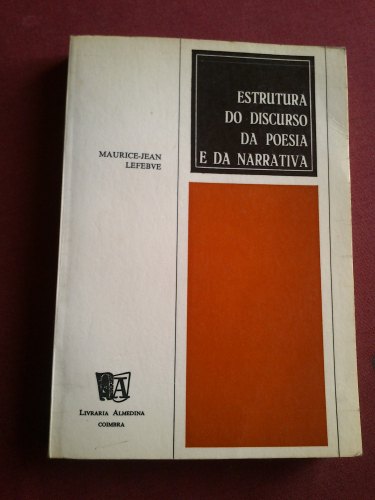 ESTRUTURA
DO DISCURSO
DA POESIA
E DA NARRATIVA
MAURICE-JEAN
LEFEBVE
A
LIVRARIA ALMEDINA
COIMBRA